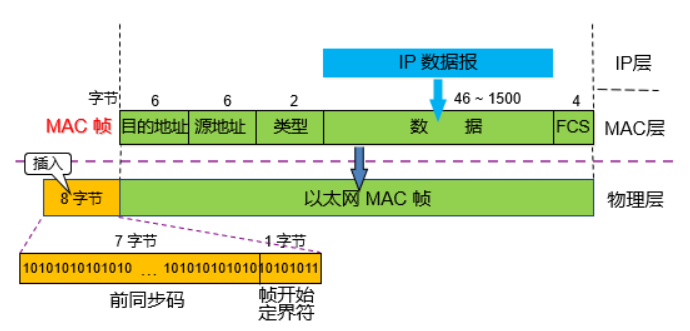 IP 数据报
IP层
字节
6
6
2
46 ~ 1500
4
MAC 帧
目的地址
源地址
类型
数 据
FCS
MAC层
插入
8 字节
以太网 MAC 帧
物理层
7 字节
1 字节
10101010101010 ... 101010101010
10101011
前同步码
帧开始
定界符